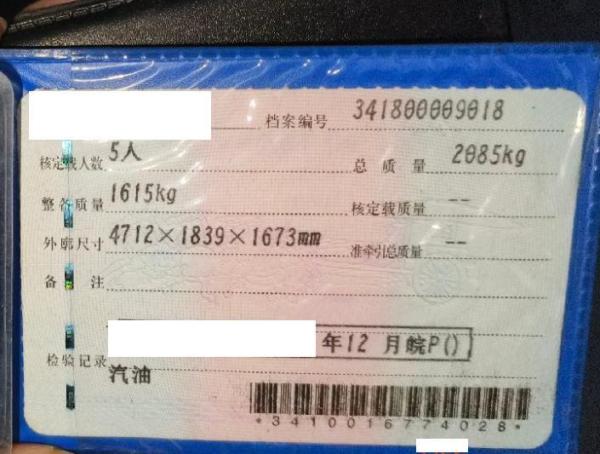 档案编号 341800009018
核定载人数 5人 总质量 2085kg
整备质量 1615kg 核定载质量 --
外廓尺寸 4712×1839×1673mm 准牵引总质量 --
备注
年12月皖P()
检验记录
汽油
*3410016774028*